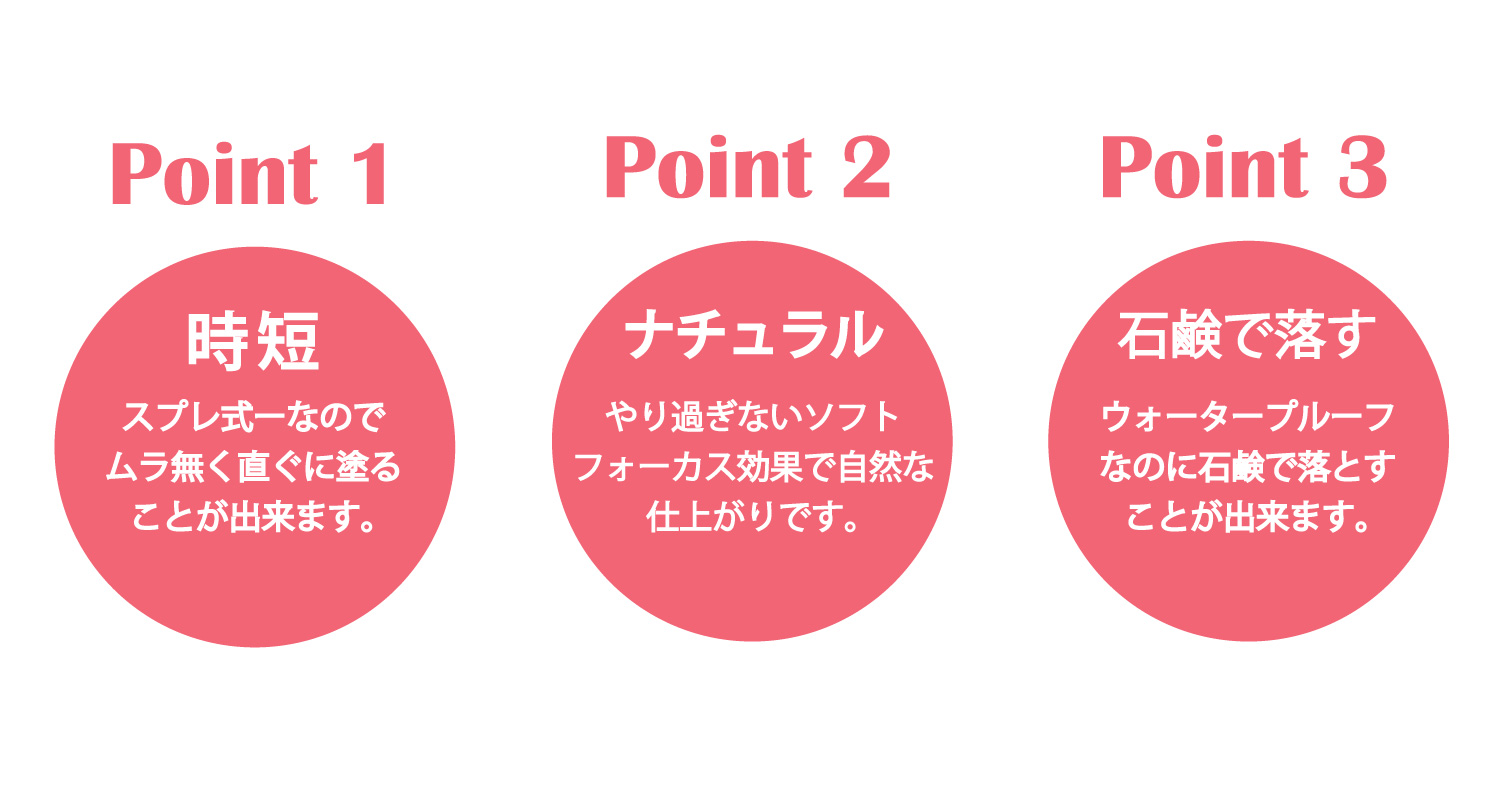 Point 1
時短
スプレ式ーなので
ムラ無く直ぐに塗る
ことが出来ます。
Point 2
ナチュラル
やり過ぎないソフト
フォーカス効果で自然な
仕上がりです。
Point 3
石鹸で落す
ウォータープルーフ
なのに石鹸で落とす
ことが出来ます。